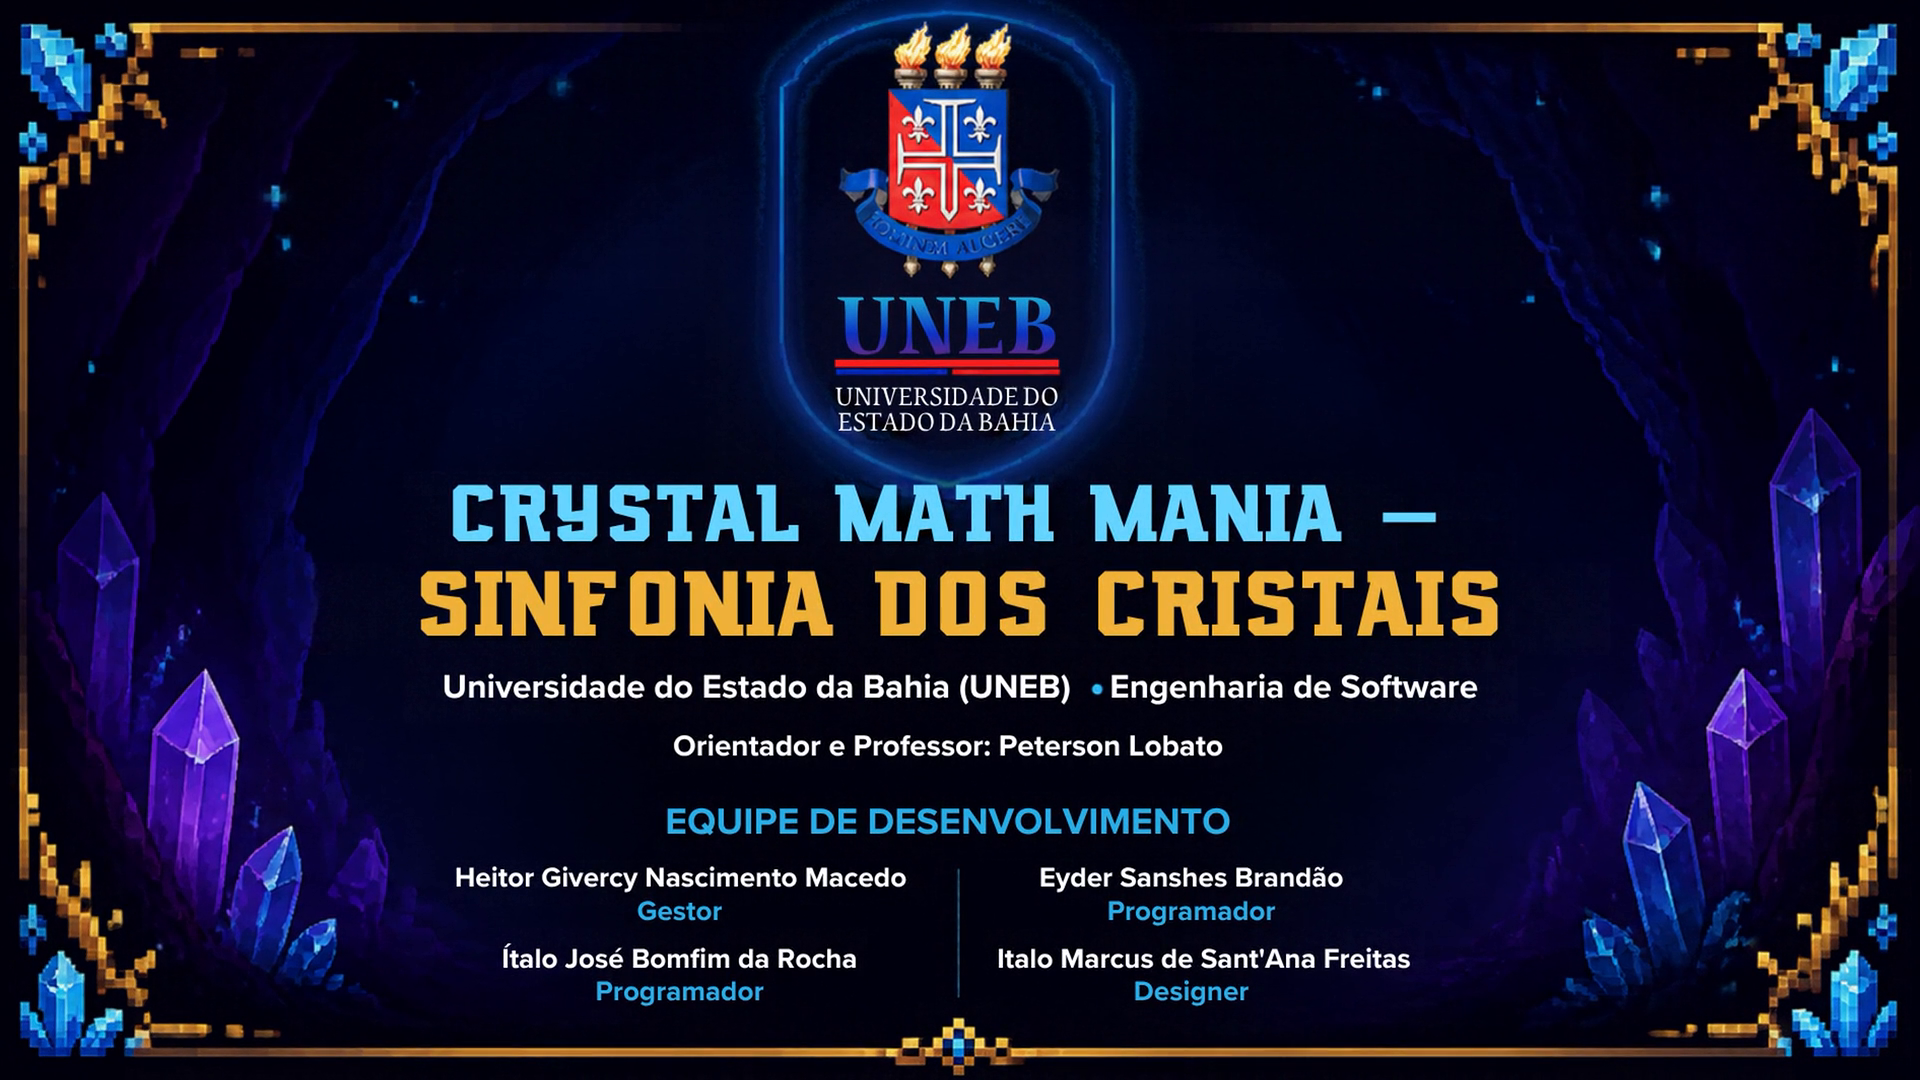 HOMINEM AUGERE
UNEB
UNIVERSIDADE DO
ESTADO DA BAHIA
CRYSTAL MATH MANIA –
SINFONIA DOS CRISTAIS
Universidade do Estado da Bahia (UNEB) • Engenharia de Software
Orientador e Professor: Peterson Lobato
EQUIPE DE DESENVOLVIMENTO
Heitor Givercy Nascimento Macedo
Gestor
Eyder Sanshes Brandão
Programador
Ítalo José Bomfim da Rocha
Programador
Italo Marcus de Sant'Ana Freitas
Designer